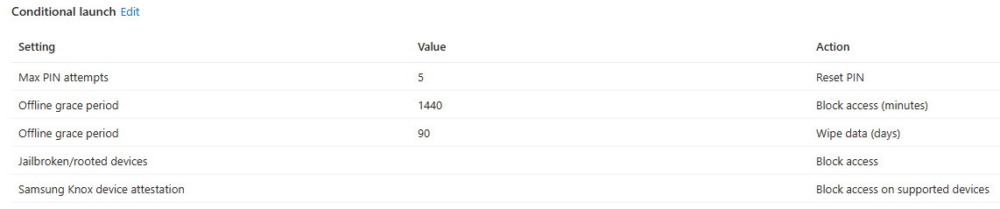 Conditional launch Edit
Setting Value Action
Max PIN attempts 5 Reset PIN
Offline grace period 1440 Block access (minutes)
Offline grace period 90 Wipe data (days)
Jailbroken/rooted devices Block access
Samsung Knox device attestation Block access on supported devices